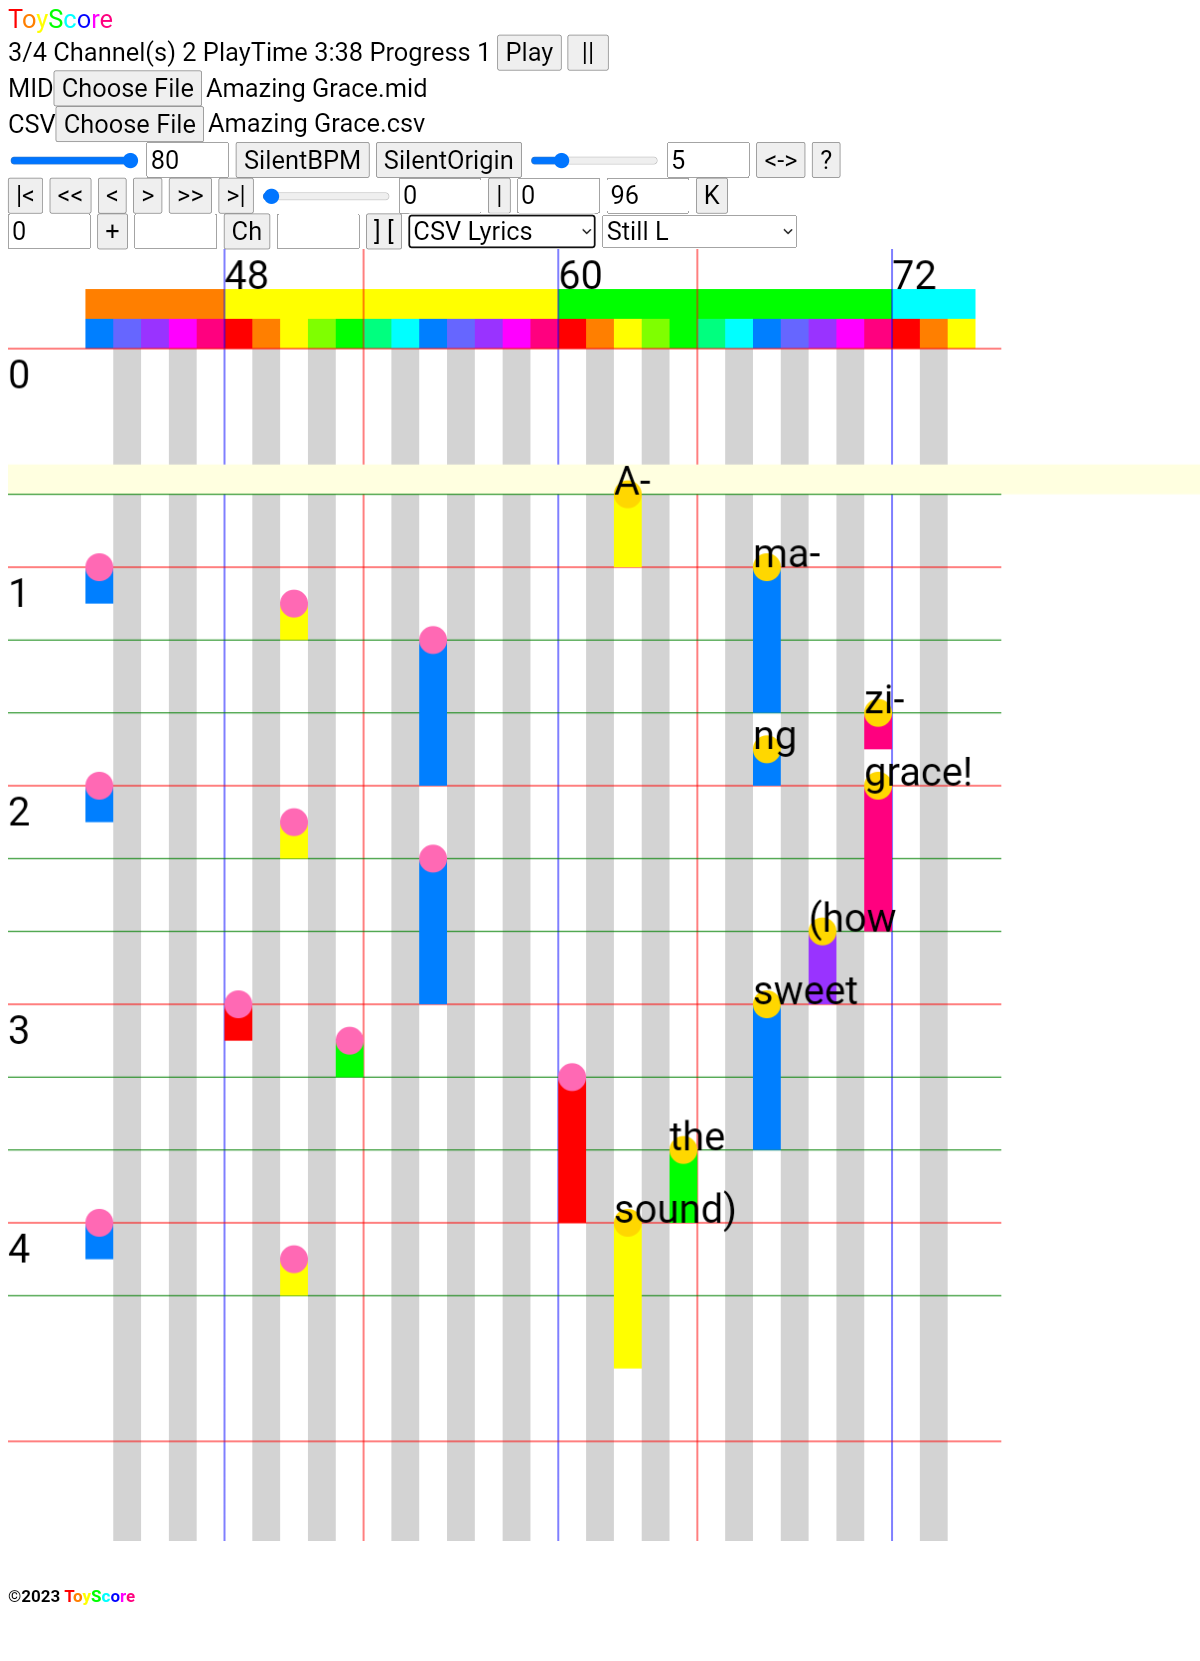 ToyScore
3/4 Channel(s) 2 PlayTime 3:38 Progress 1 Play ||
MID Choose File Amazing Grace.mid
CSV Choose File Amazing Grace.csv
80 SilentBPM SilentOrigin 5 <-> ?
|< << < > >> >| 0 | 0 96 K
0 + Ch ] [ CSV Lyrics Still L
48 60 72
0
A-
ma-
1
zi-
ng
grace!
2
(how
sweet
3
the
sound)
4
©2023 ToyScore